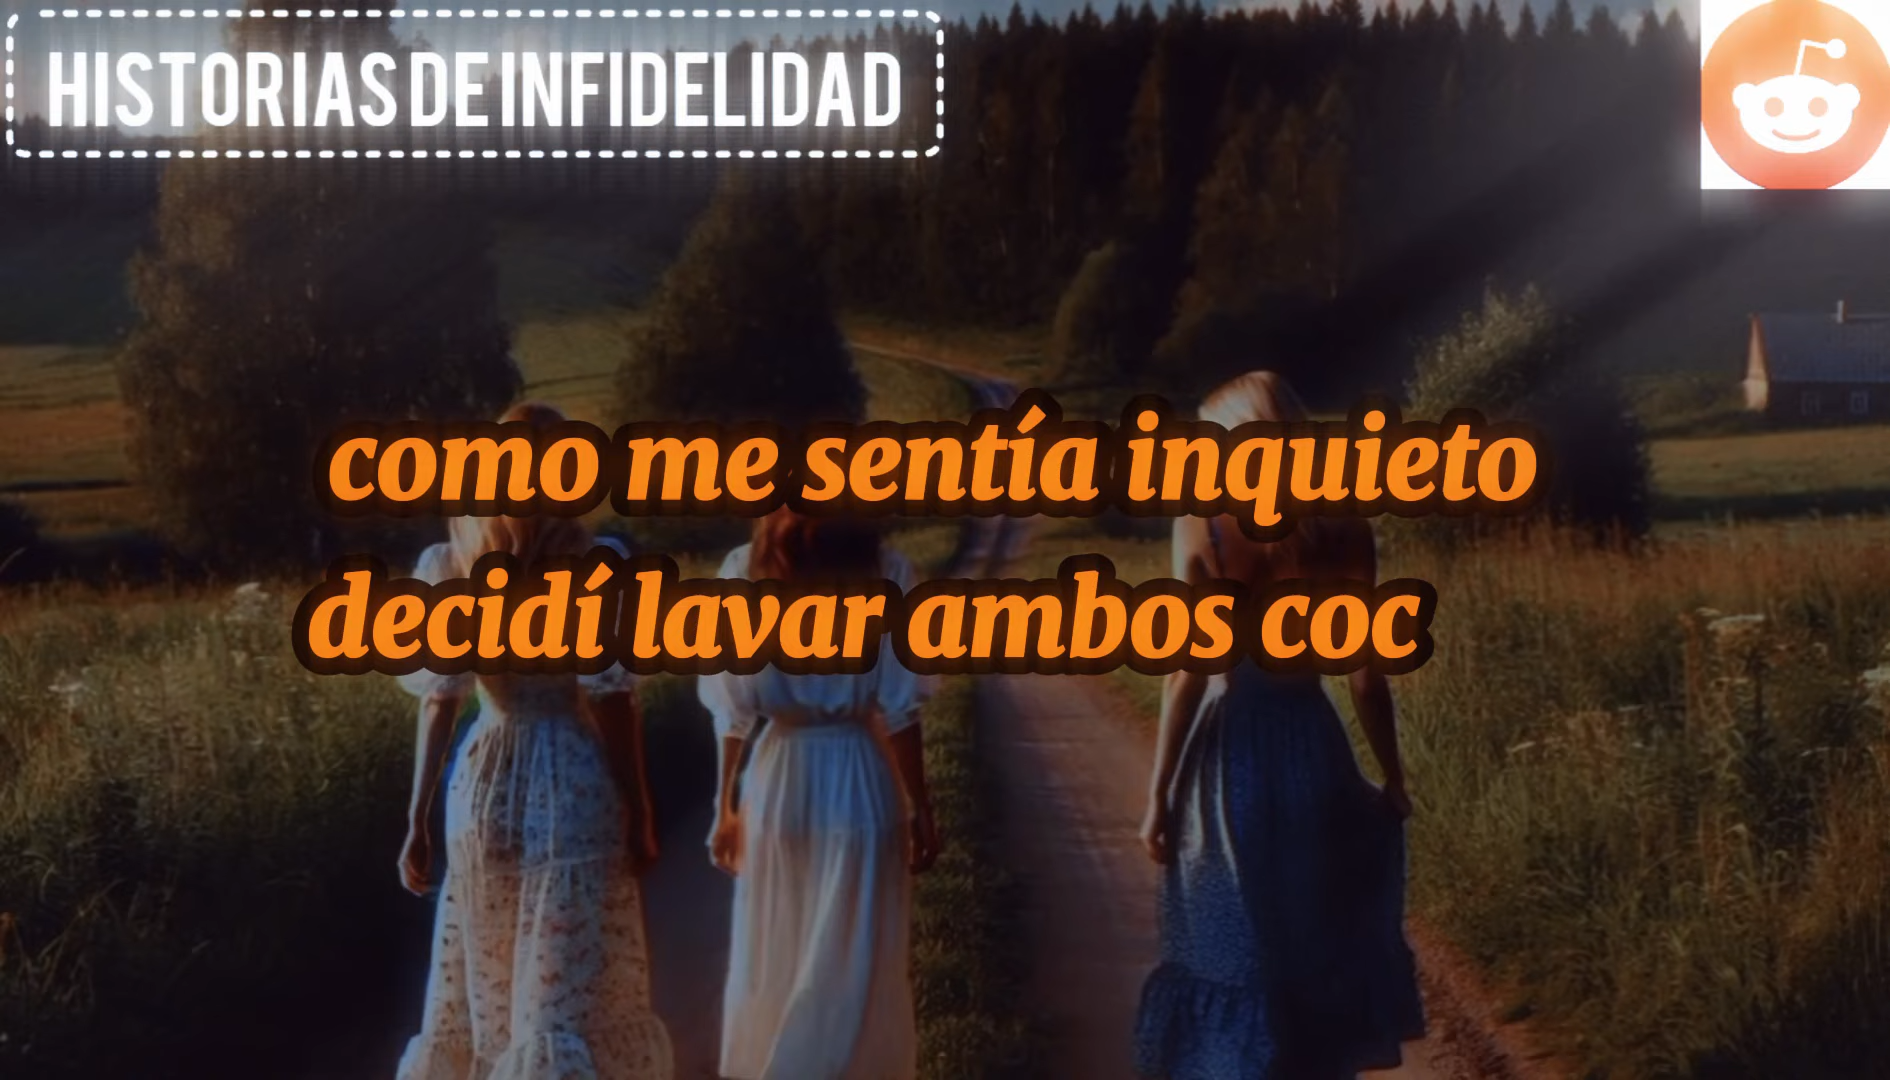 HISTORIAS DE INFIDELIDAD
como me sentía inquieto
decidí lavar ambos coc